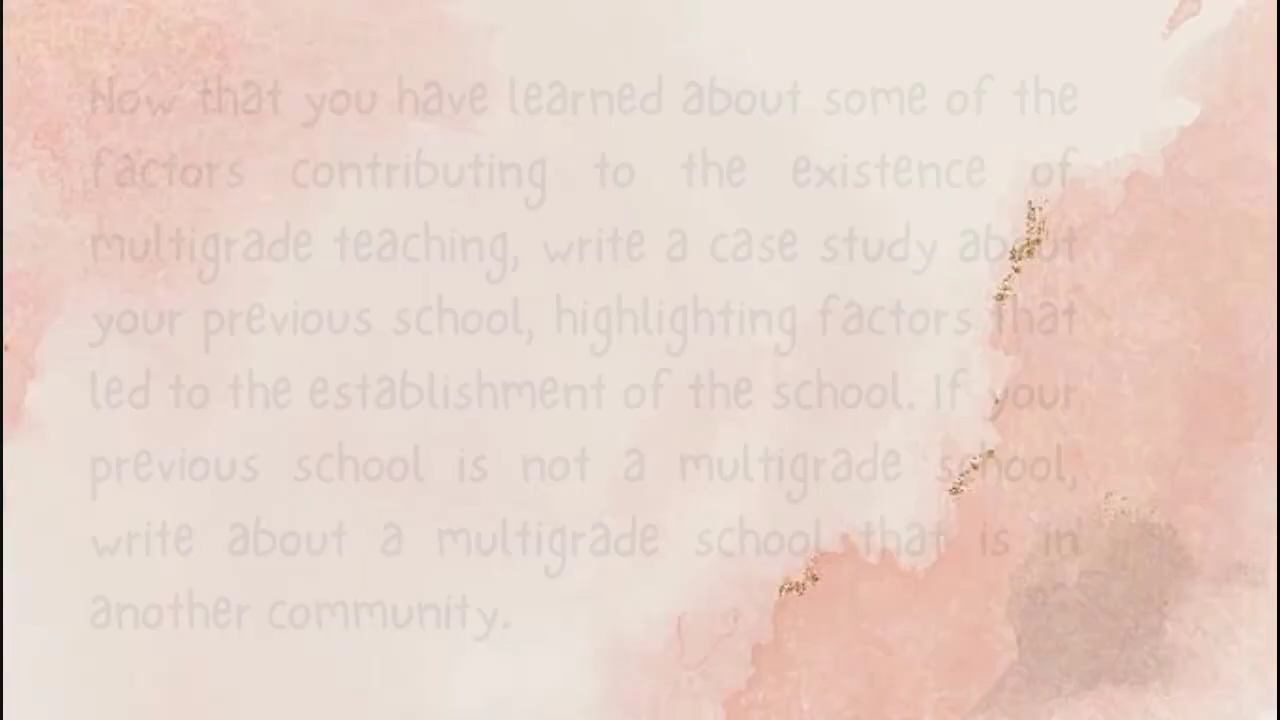 Now that you have learned about some of the
factors contributing to the existence of
multigrade teaching, write a case study about
your previous school, highlighting factors that
led to the establishment of the school. If your
previous school is not a multigrade school,
write about a multigrade school that is in
another community.